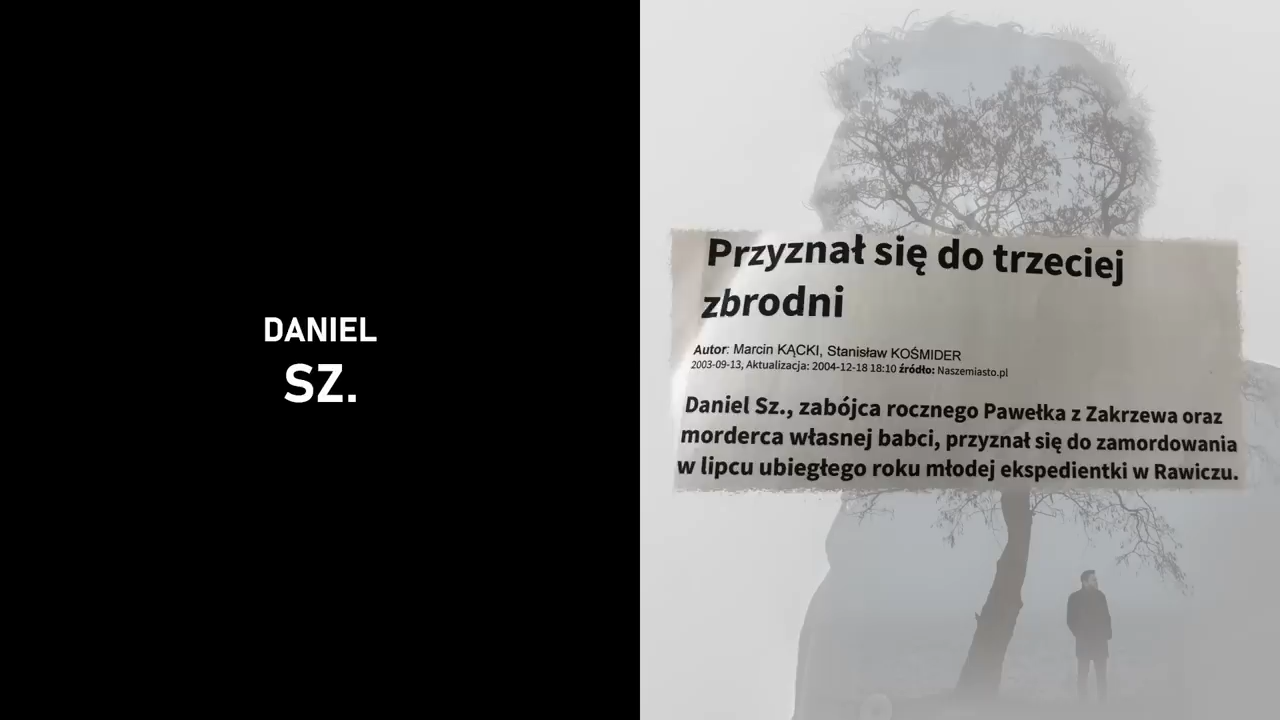 DANIEL
SZ.
Przyznał się do trzeciej
zbrodni
Autor: Marcin KĄCKI, Stanisław KOŚMIDER
2003-09-13, Aktualizacja: 2004-12-18 18:10 źródło: Naszemiasto.pl
Daniel Sz., zabójca rocznego Pawełka z Zakrzewa oraz
morderca własnej babci, przyznał się do zamordowania
w lipcu ubiegłego roku młodej ekspedientki w Rawiczu.